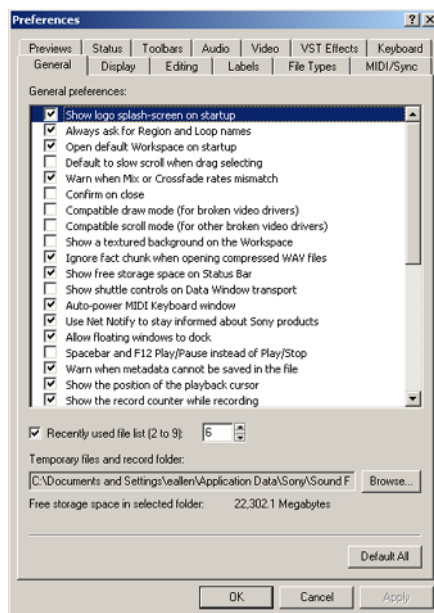 Preferences
Previews Status Toolbars Audio Video VST Effects Keyboard
General Display Editing Labels File Types MIDI/Sync
General preferences:
Show logo splash-screen on startup
Always ask for Region and Loop names
Open default Workspace on startup
Default to slow scroll when drag selecting
Warn when Mix or Crossfade rates mismatch
Confirm on close
Compatible draw mode (for broken video drivers)
Compatible scroll mode (for other broken video drivers)
Show a textured background on the Workspace
Ignore fact chunk when opening compressed WAV files
Show free storage space on Status Bar
Show shuttle controls on Data Window transport
Auto-power MIDI Keyboard window
Use Net Notify to stay informed about Sony products
Allow floating windows to dock
Spacebar and F12 Play/Pause instead of Play/Stop
Warn when metadata cannot be saved in the file
Show the position of the playback cursor
Show the record counter while recording
Recently used file list (2 to 9): 6
Temporary files and record folder:
C:\Documents and Settings\eallen\Application Data\Sony\Sound F Browse...
Free storage space in selected folder: 22,302.1 Megabytes
Default All
OK Cancel Apply